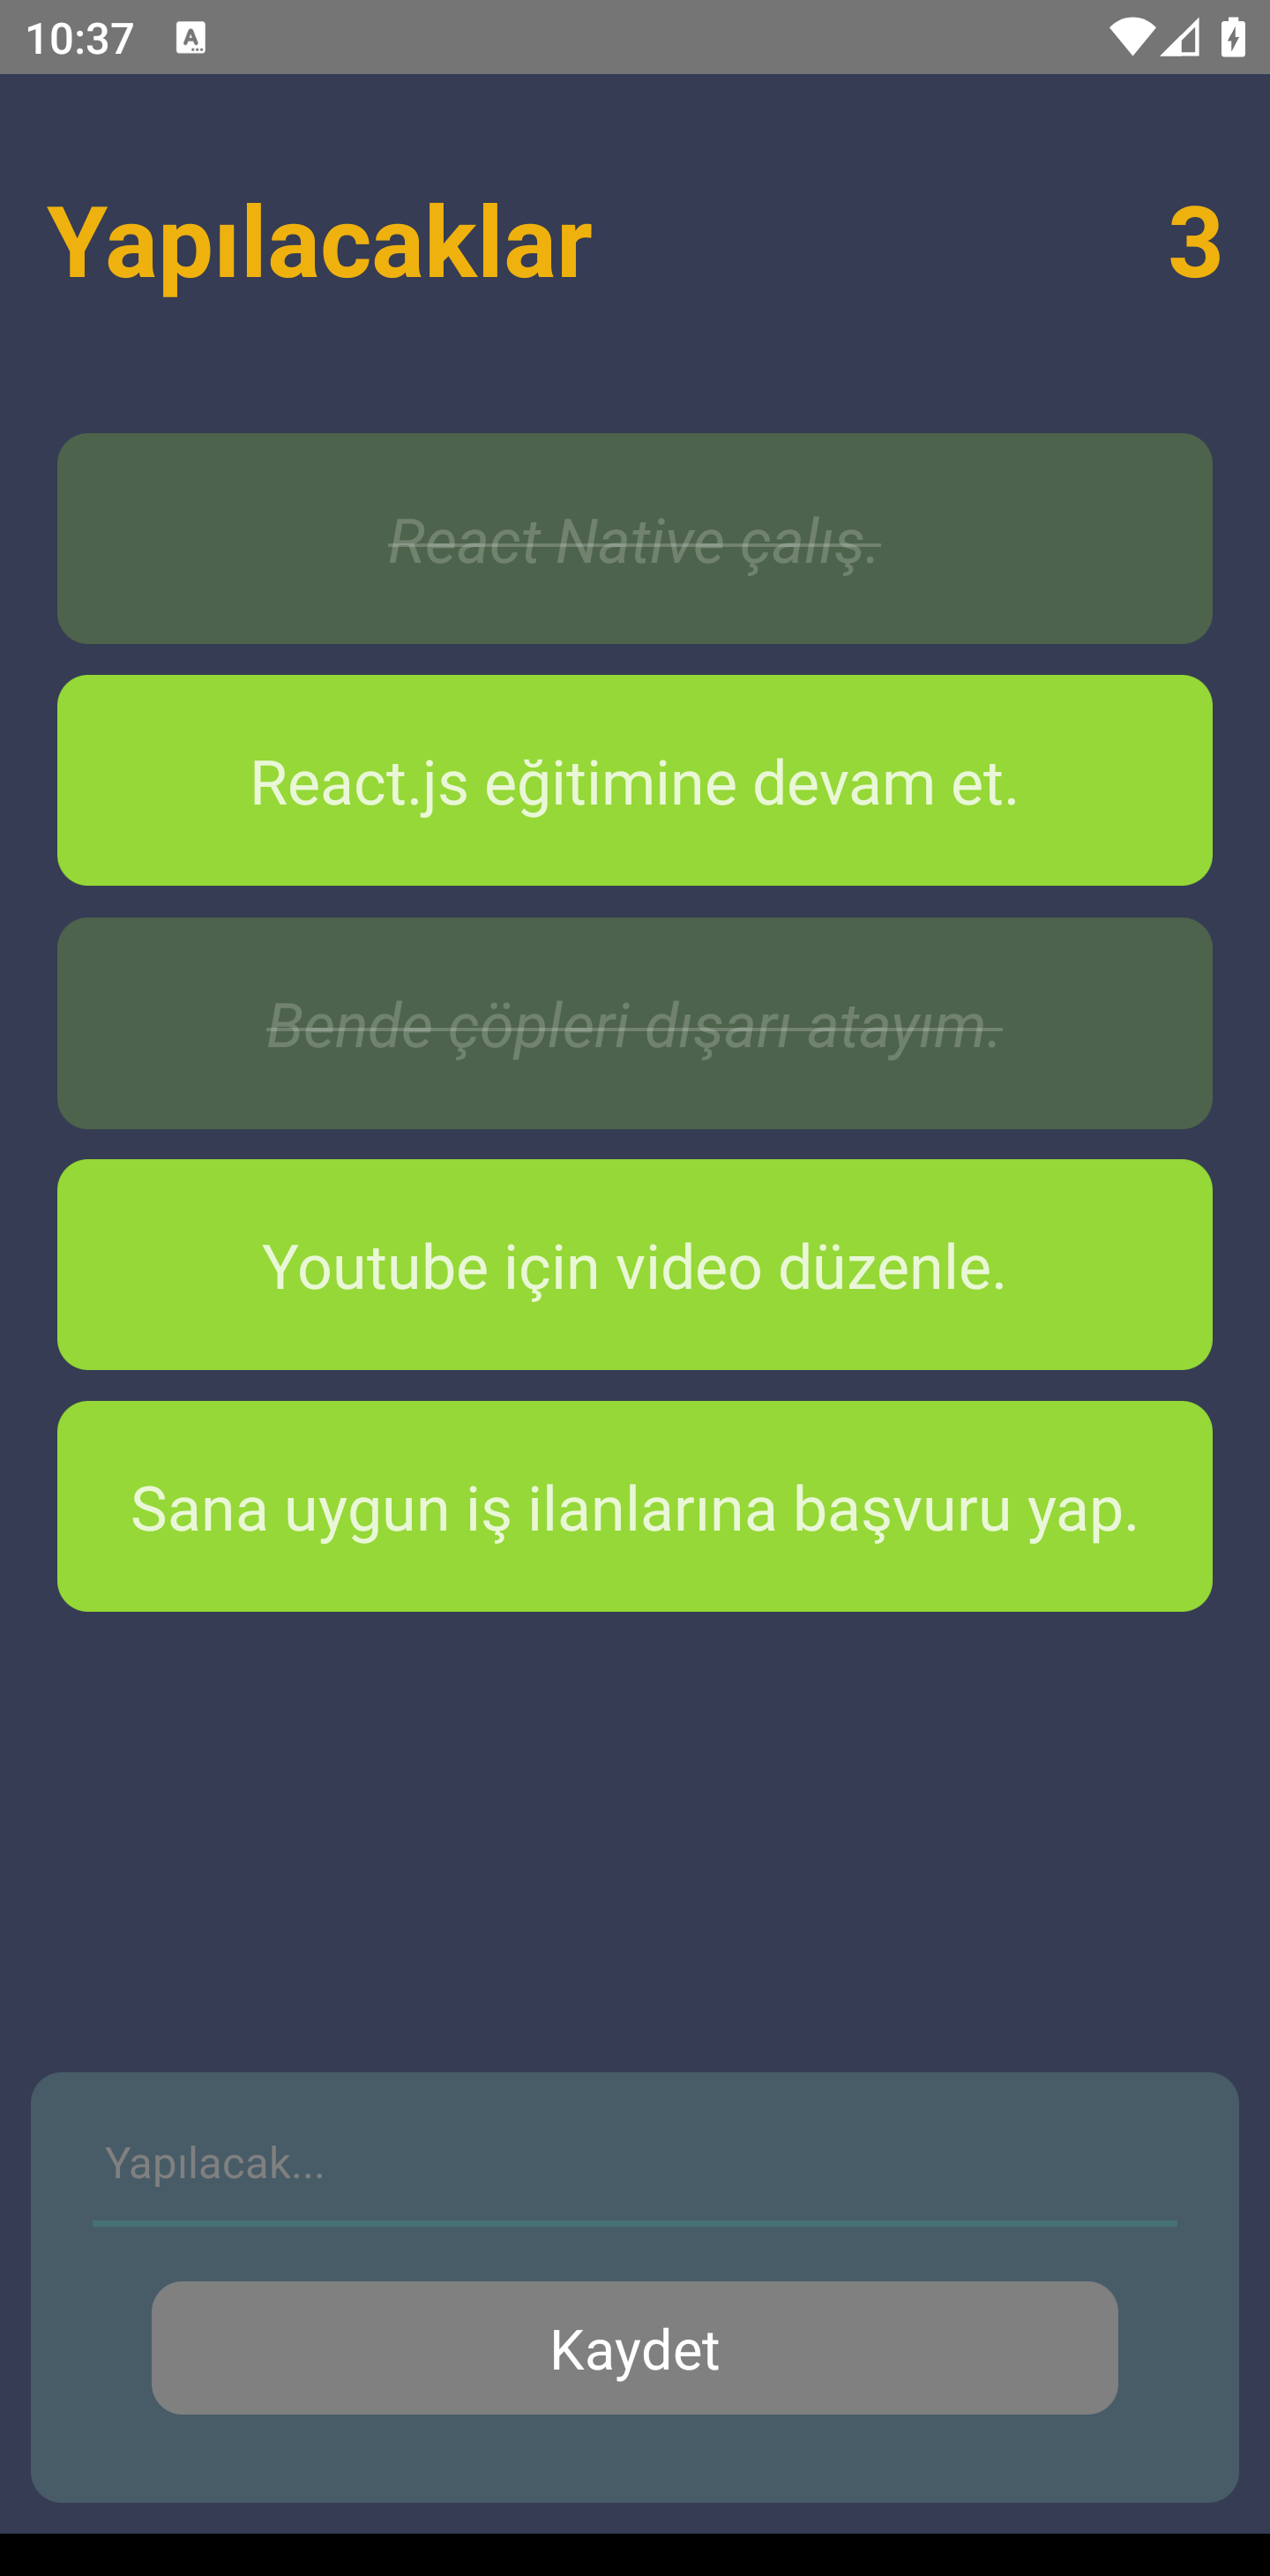 10:37
Yapılacaklar 3
React Native çalış.
React.js eğitimine devam et.
Bende çöpleri dışarı atayım.
Youtube için video düzenle.
Sana uygun iş ilanlarına başvuru yap.
Yapılacak...
Kaydet